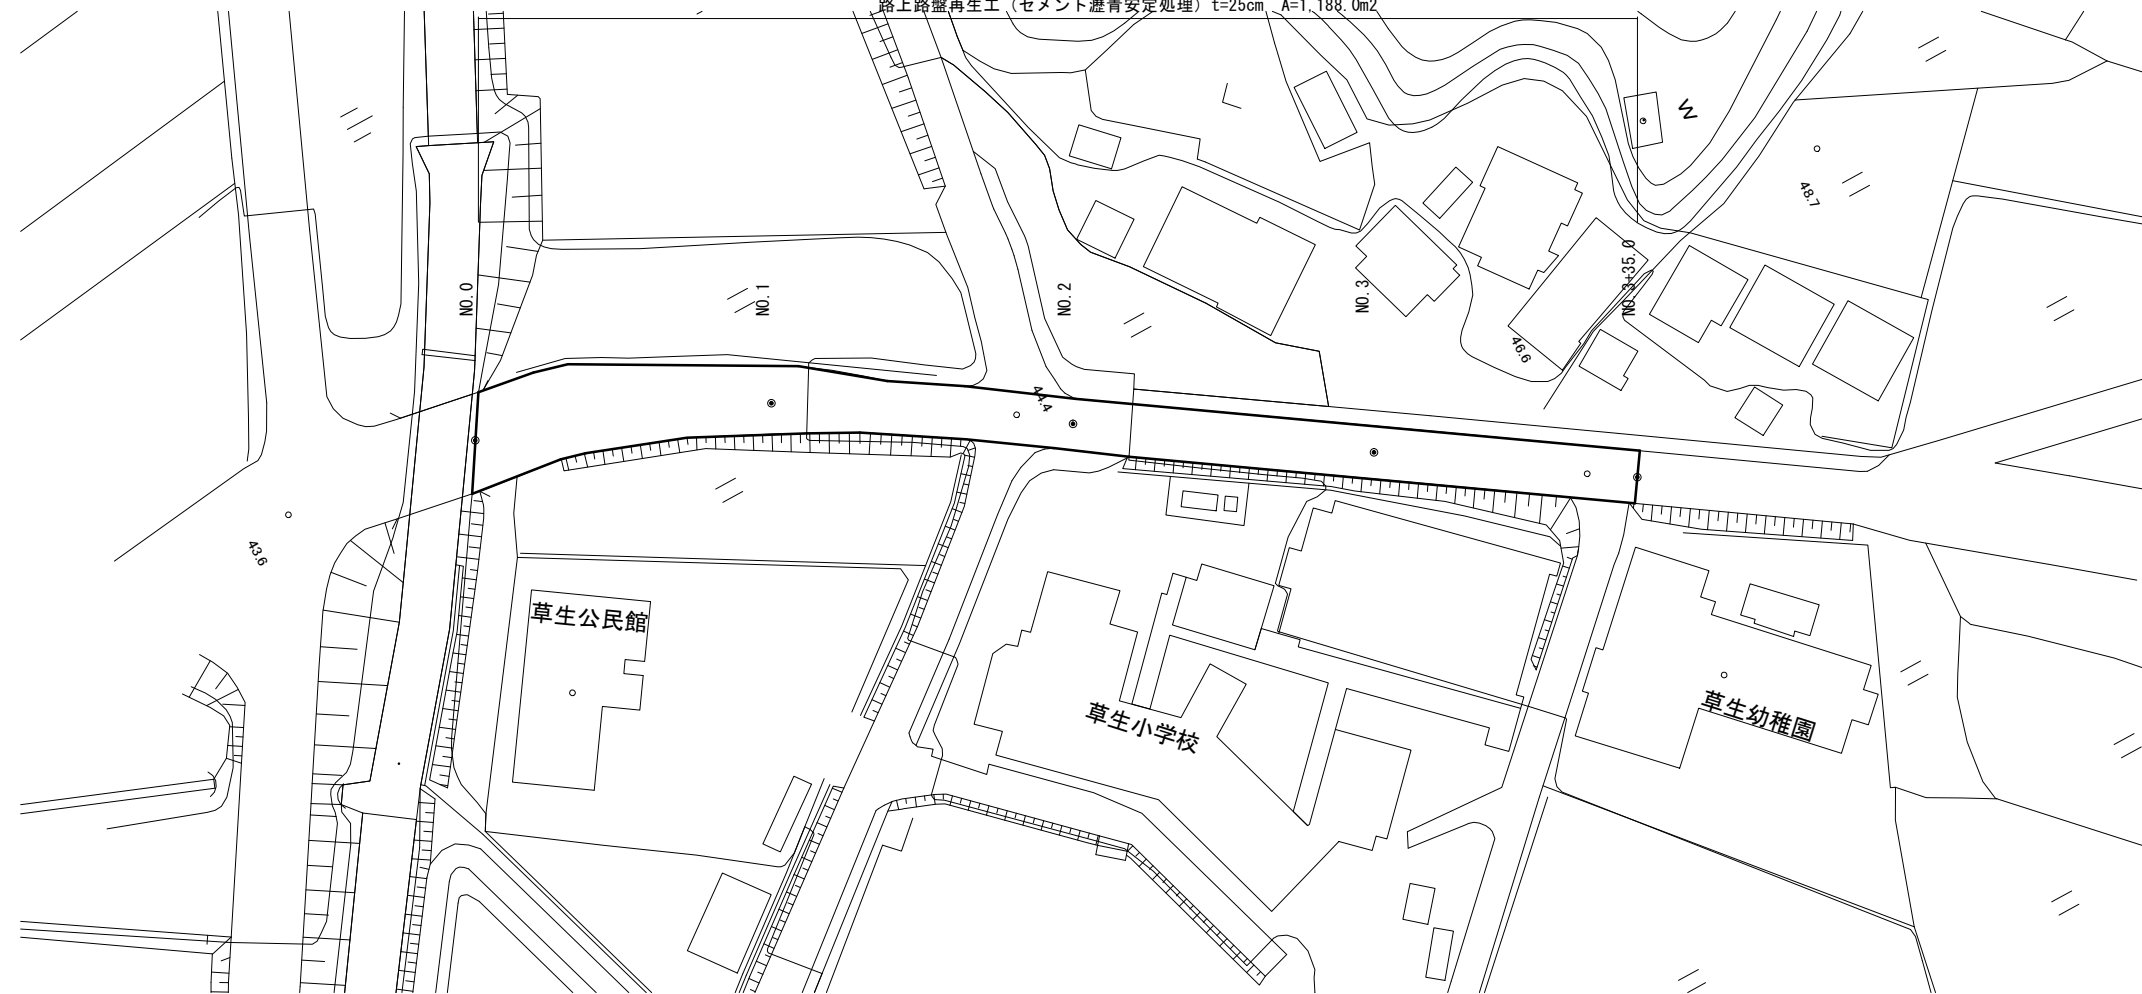 路上路盤再生工（セメント瀝青安定処理）t=25cm A=1,188.0m2
48.7
NO.0
NO.1
NO.2
NO.3
NO.3+35.0
46.6
44.4
43.6
草生公民館
草生小学校
草生幼稚園